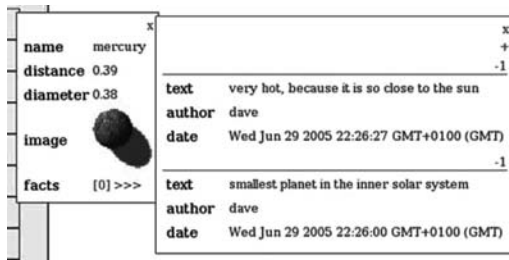 x
name mercury
distance 0.39
diameter 0.38
image
facts [0] >>>
x
+
-1
text very hot, because it is so close to the sun
author dave
date Wed Jun 29 2005 22:26:27 GMT+0100 (GMT)
-1
text smallest planet in the inner solar system
author dave
date Wed Jun 29 2005 22:26:00 GMT+0100 (GMT)